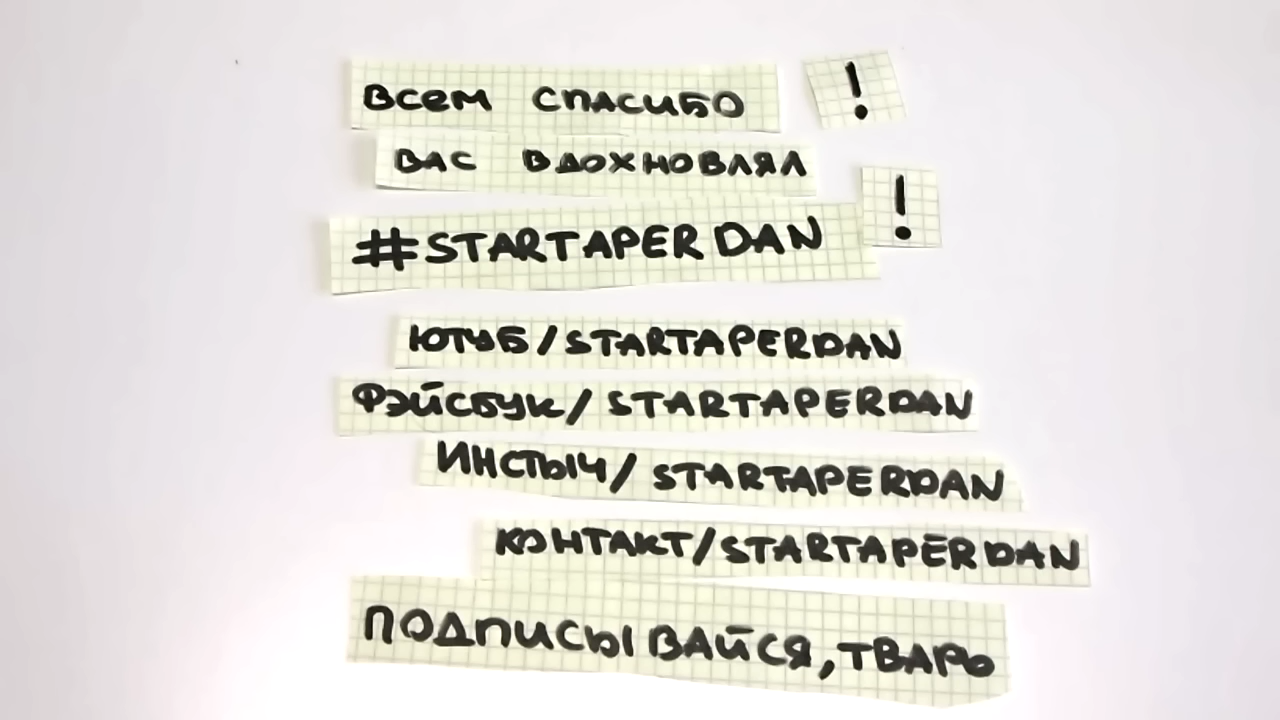 Всем СПАСИБО !
ВАС ВДОХНОВЛЯЛ
#STARTAPERDAN !
ЮТУБ/STARTAPERDAN
ФЭЙСБУК/STARTAPERDAN
ИНСТЫЧ/STARTAPERDAN
КОНТАКТ/STARTAPERDAN
ПОДПИСЫВАЙСЯ, ТВАРЬ